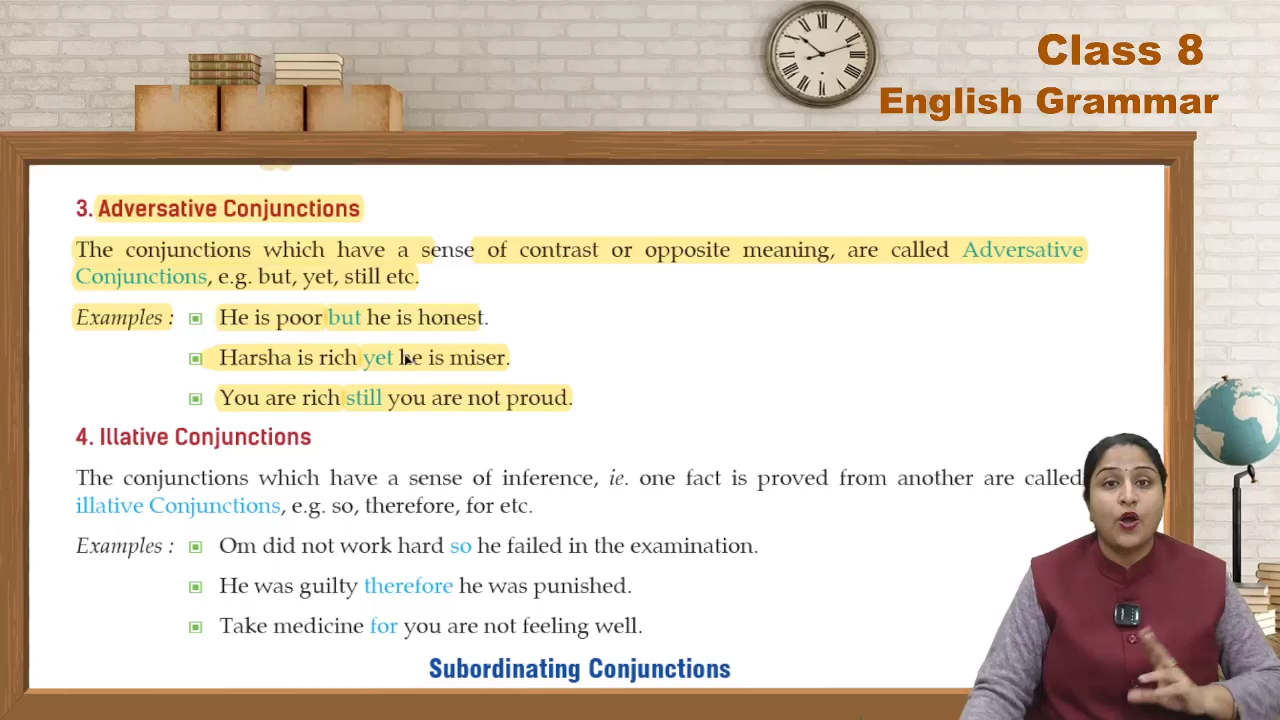 Class 8
English Grammar
3. Adversative Conjunctions
The conjunctions which have a sense of contrast or opposite meaning, are called Adversative
Conjunctions, e.g. but, yet, still etc.
Examples : He is poor but he is honest.
Harsha is rich yet he is miser.
You are rich still you are not proud.
4. Illative Conjunctions
The conjunctions which have a sense of inference, ie. one fact is proved from another are called
illative Conjunctions, e.g. so, therefore, for etc.
Examples : Om did not work hard so he failed in the examination.
He was guilty therefore he was punished.
Take medicine for you are not feeling well.
Subordinating Conjunctions